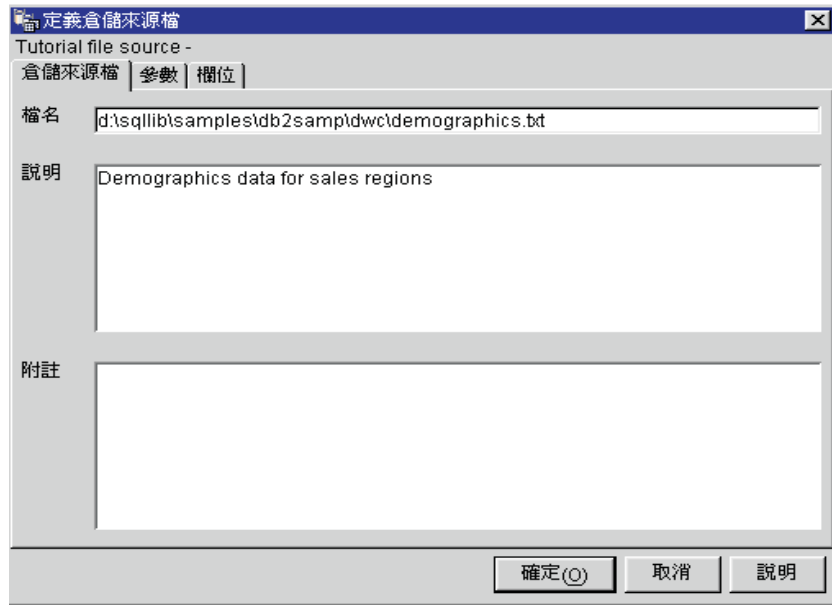 定義倉儲來源檔
Tutorial file source -
倉儲來源檔 參數 欄位
檔名 d:\sqllib\samples\db2samp\dwc\demographics.txt
說明 Demographics data for sales regions
附註
確定(O) 取消 說明